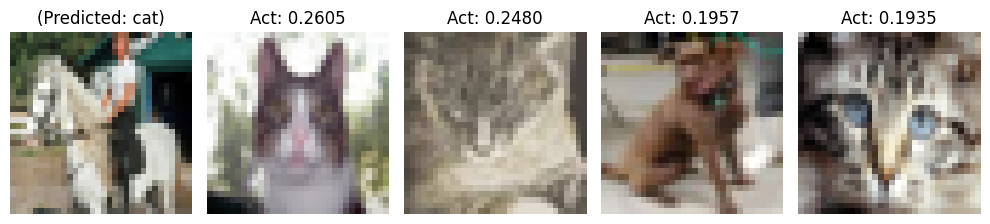 (Predicted: cat)
Act: 0.2605
Act: 0.2480
Act: 0.1957
Act: 0.1935